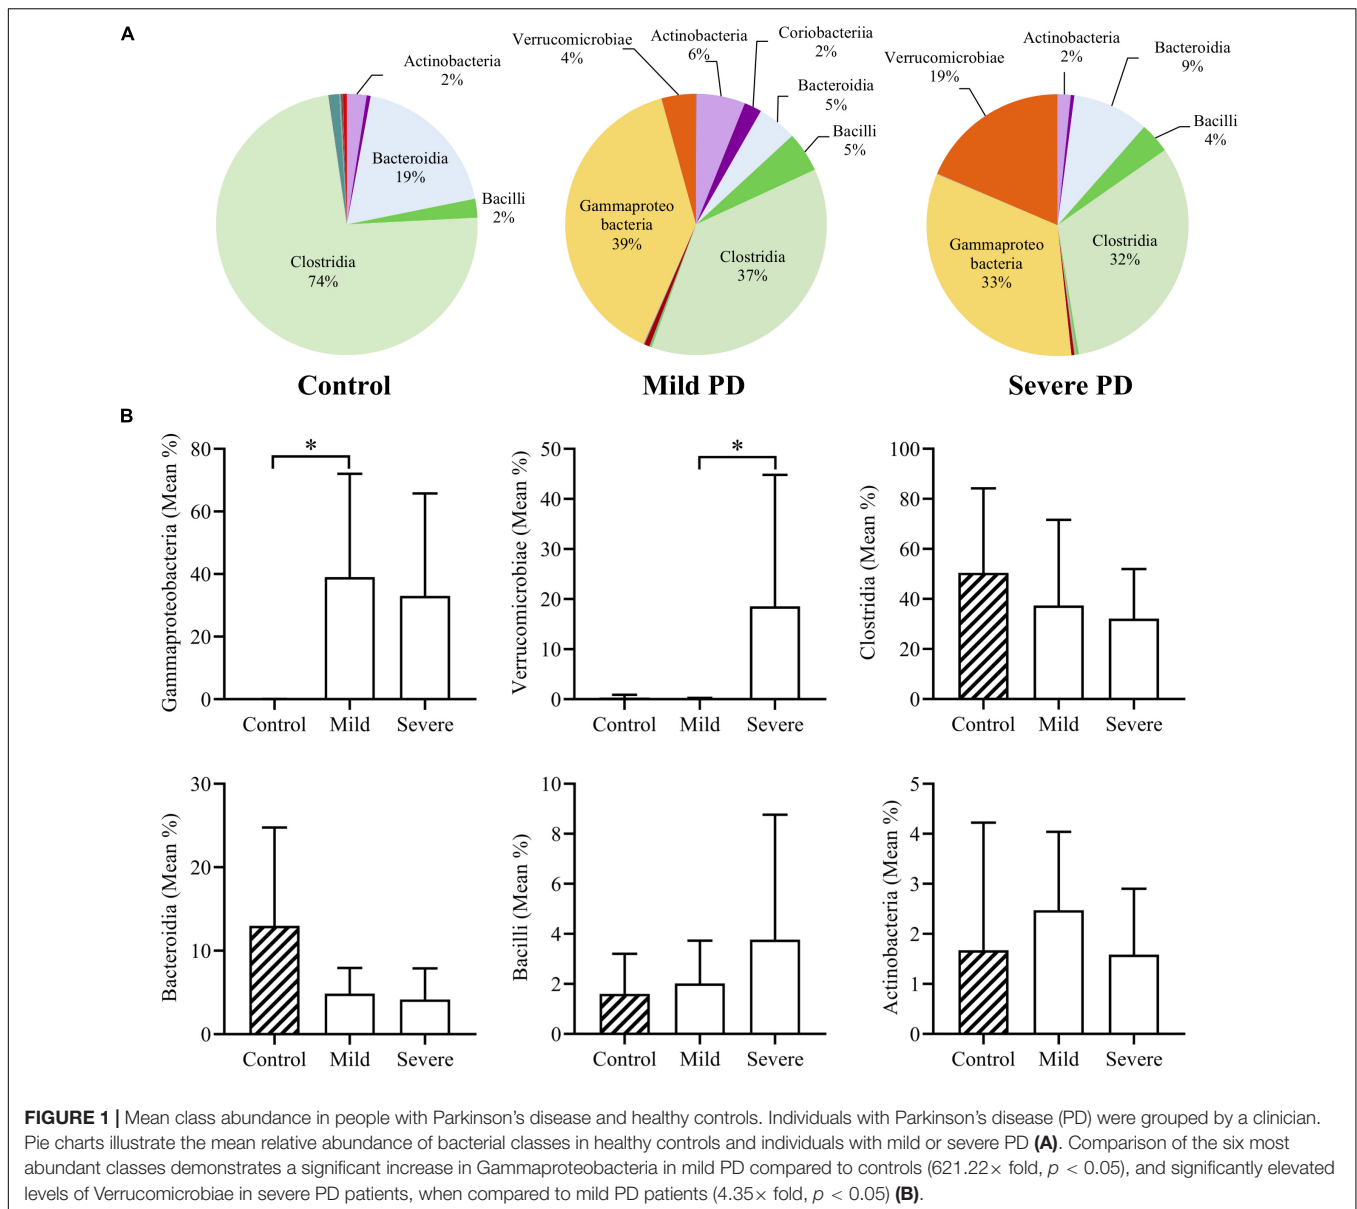 A
Actinobacteria
2%
Bacteroidia
19%
Bacilli
2%
Clostridia
74%
Control
Verrucomicrobiae
4%
Actinobacteria
6%
Coriobacteriia
2%
Bacteroidia
5%
Bacilli
5%
Gammaproteo
bacteria
39%
Clostridia
37%
Mild PD
Verrucomicrobiae
19%
Actinobacteria
2%
Bacteroidia
9%
Bacilli
4%
Gammaproteo
bacteria
33%
Clostridia
32%
Severe PD
B
Gammaproteobacteria (Mean %)
80
60
40
20
0
*
Control Mild Severe
Verrucomicrobiae (Mean %)
50
40
30
20
10
0
*
Control Mild Severe
Clostridia (Mean %)
100
80
60
40
20
0
Control Mild Severe
Bacteroidia (Mean %)
30
20
10
0
Control Mild Severe
Bacilli (Mean %)
10
8
6
4
2
0
Control Mild Severe
Actinobacteria (Mean %)
5
4
3
2
1
0
Control Mild Severe
FIGURE 1 | Mean class abundance in people with Parkinson's disease and healthy controls. Individuals with Parkinson's disease (PD) were grouped by a clinician.
Pie charts illustrate the mean relative abundance of bacterial classes in healthy controls and individuals with mild or severe PD (A). Comparison of the six most
abundant classes demonstrates a significant increase in Gammaproteobacteria in mild PD compared to controls (621.22× fold, p < 0.05), and significantly elevated
levels of Verrucomicrobiae in severe PD patients, when compared to mild PD patients (4.35× fold, p < 0.05) (B).